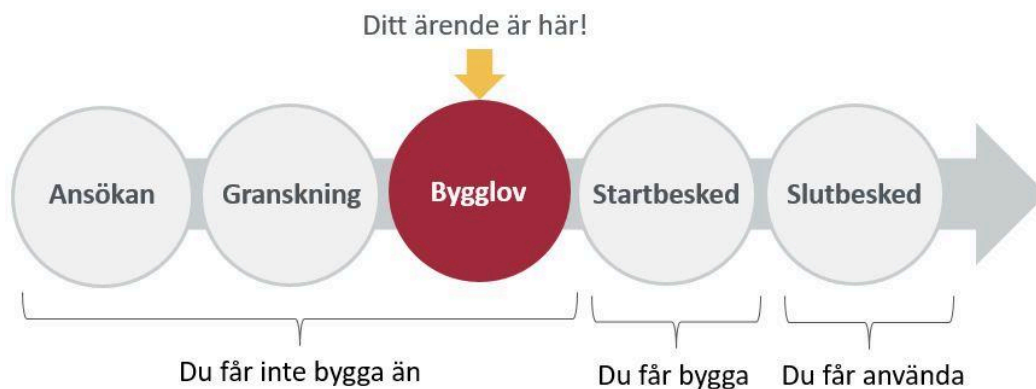 Ditt ärende är här!
Ansökan
Granskning
Bygglov
Startbesked
Slutbesked
Du får inte bygga än
Du får bygga
Du får använda